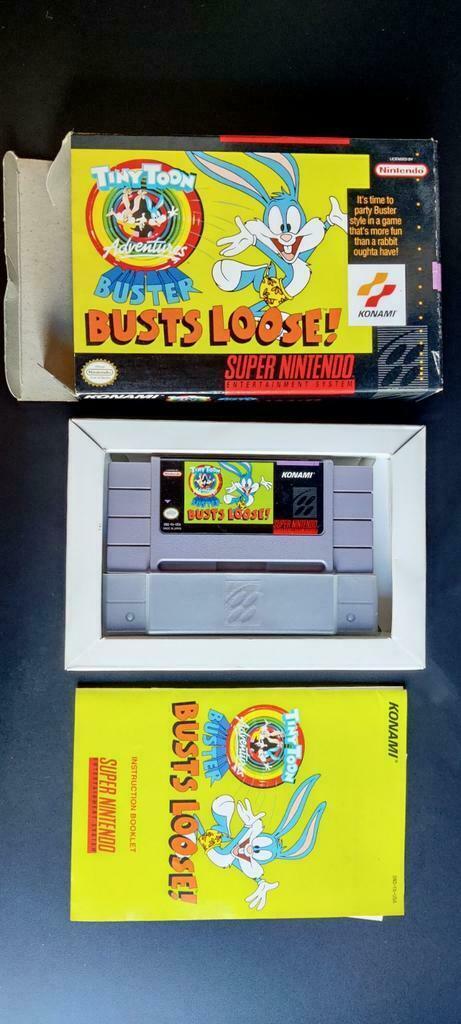 TINY TOON
Adventures
BUSTER
BUSTS LOOSE!
LICENSED BY
Nintendo
It's time to
party Buster
style in a game
that's more fun
than a rabbit
oughta have!
KONAMI
SUPER NINTENDO
ENTERTAINMENT SYSTEM
Nintendo
KONAMI
TINY TOON
BUSTER
BUSTS LOOSE!
KONAMI
SUPER NINTENDO
KONAMI®
TINY TOON
Adventures
BUSTER
BUSTS LOOSE!
INSTRUCTION BOOKLET
SUPER NINTENDO
ENTERTAINMENT SYSTEM